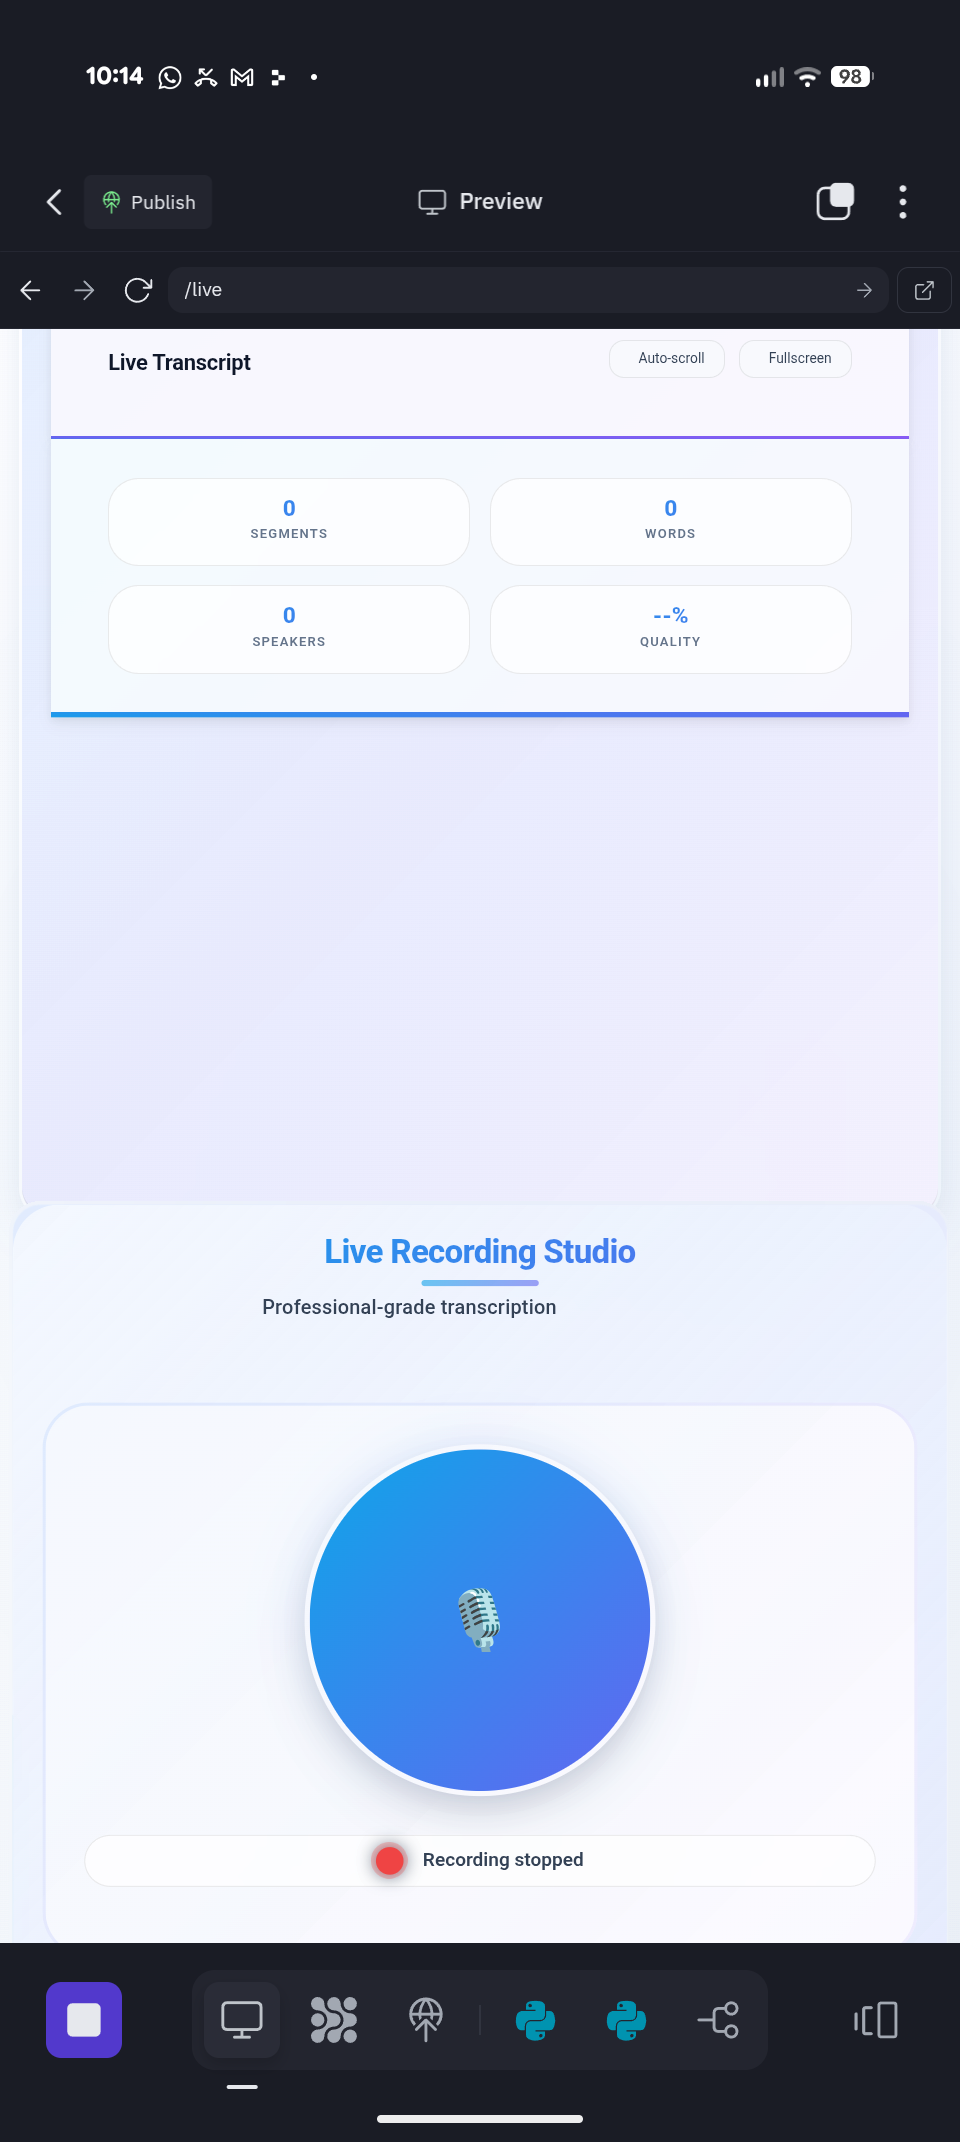 10:14
98
Publish
Preview
/live
Live Transcript
Auto-scroll
Fullscreen
0
SEGMENTS
0
WORDS
0
SPEAKERS
--%
QUALITY
Live Recording Studio
Professional-grade transcription
Recording stopped